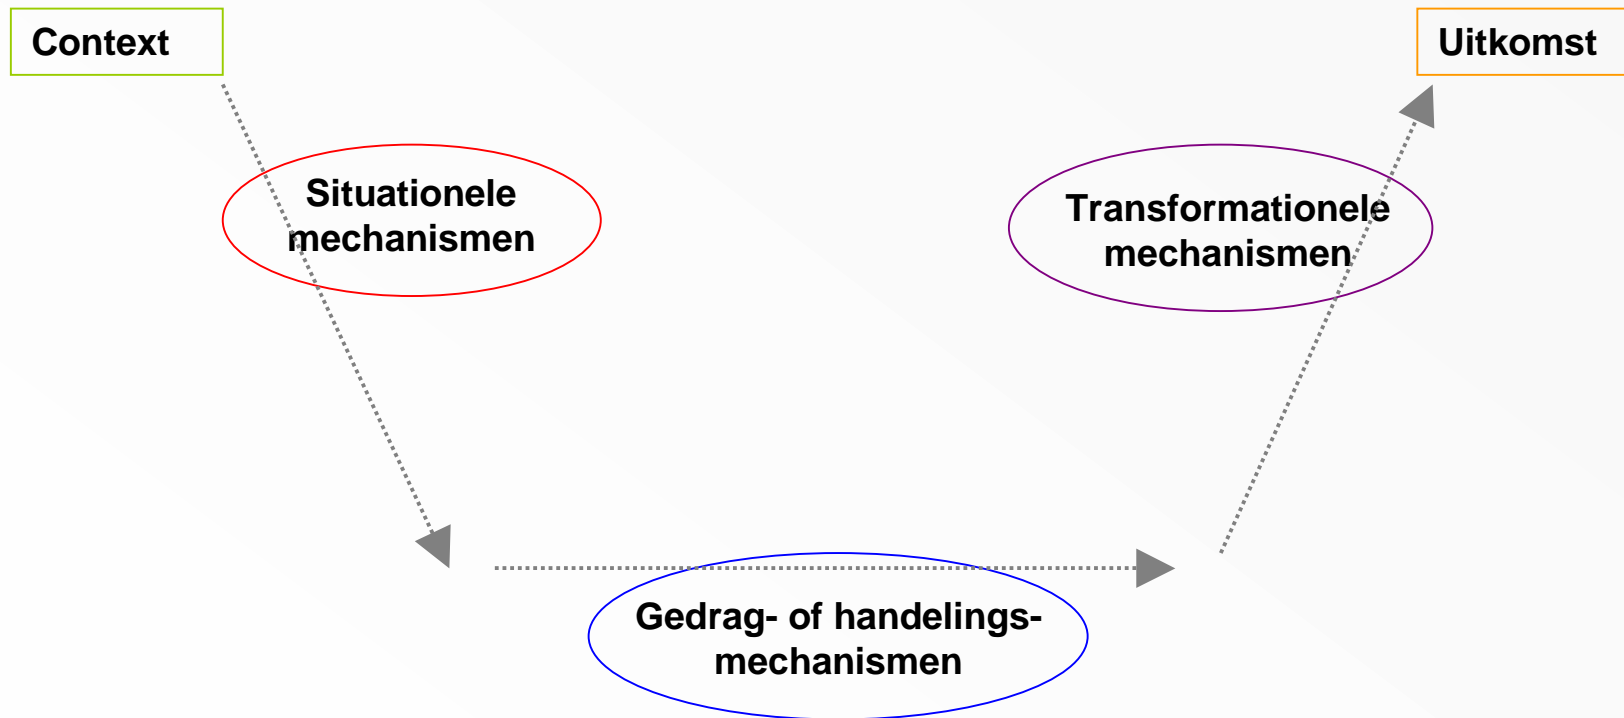 Context
Uitkomst
Situationele
mechanismen
Transformationele
mechanismen
Gedrag- of handelings-
mechanismen